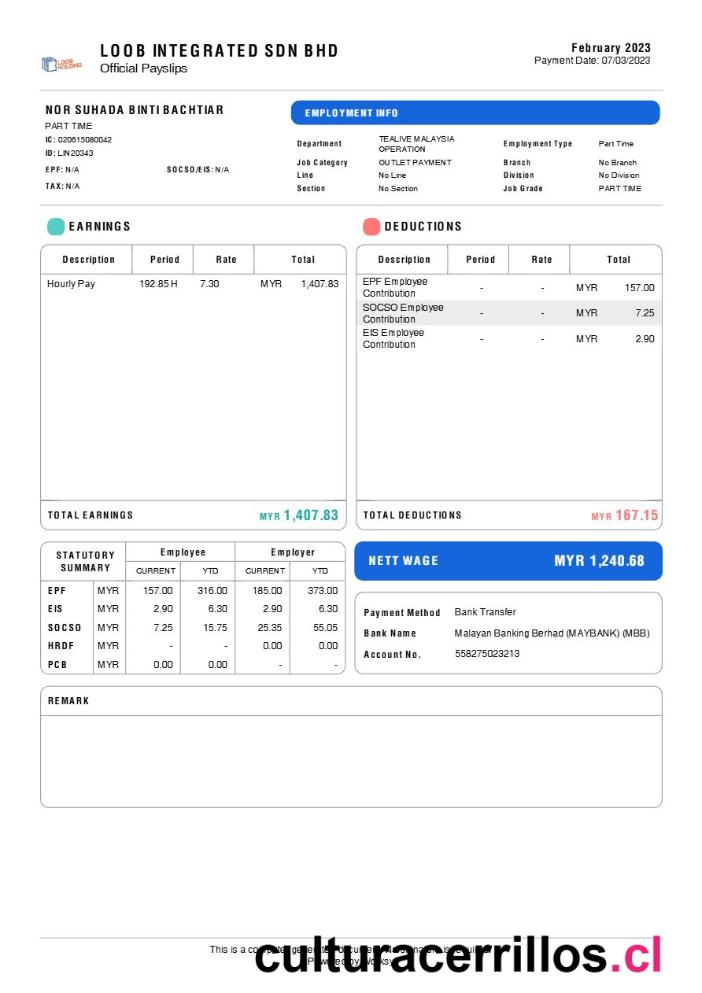 LOOB INTEGRATED SDN BHD
Official Payslips
February 2023
Payment Date: 07/03/2023
LOOB
HOLDING
NOR SUHADA BINTI BACHTIAR
PART TIME
IC: 020615080042
ID: LIN20343
EPF: N/A SOCSO/EIS: N/A
TAX: N/A
EMPLOYMENT INFO
Department TEALIVE MALAYSIA OPERATION Employment Type Part Time
Job Category OUTLET PAYMENT Branch No Branch
Line No Line Division No Division
Section No Section Job Grade PART TIME
EARNINGS
Description Period Rate Total
Hourly Pay 192.85 H 7.30 MYR 1,407.83
TOTAL EARNINGS MYR 1,407.83
DEDUCTIONS
Description Period Rate Total
EPF Employee Contribution - - MYR 157.00
SOCSO Employee Contribution - - MYR 7.25
EIS Employee Contribution - - MYR 2.90
TOTAL DEDUCTIONS MYR 167.15
STATUTORY SUMMARY Employee Employer
CURRENT YTD CURRENT YTD
EPF MYR 157.00 316.00 185.00 373.00
EIS MYR 2.90 6.30 2.90 6.30
SOCSO MYR 7.25 15.75 25.35 55.05
HRDF MYR - - 0.00 0.00
PCB MYR 0.00 0.00 - -
NETT WAGE MYR 1,240.68
Payment Method Bank Transfer
Bank Name Malayan Banking Berhad (MAYBANK) (MBB)
Account No. 558275023213
REMARK
This is a
culturacerrillos.cl